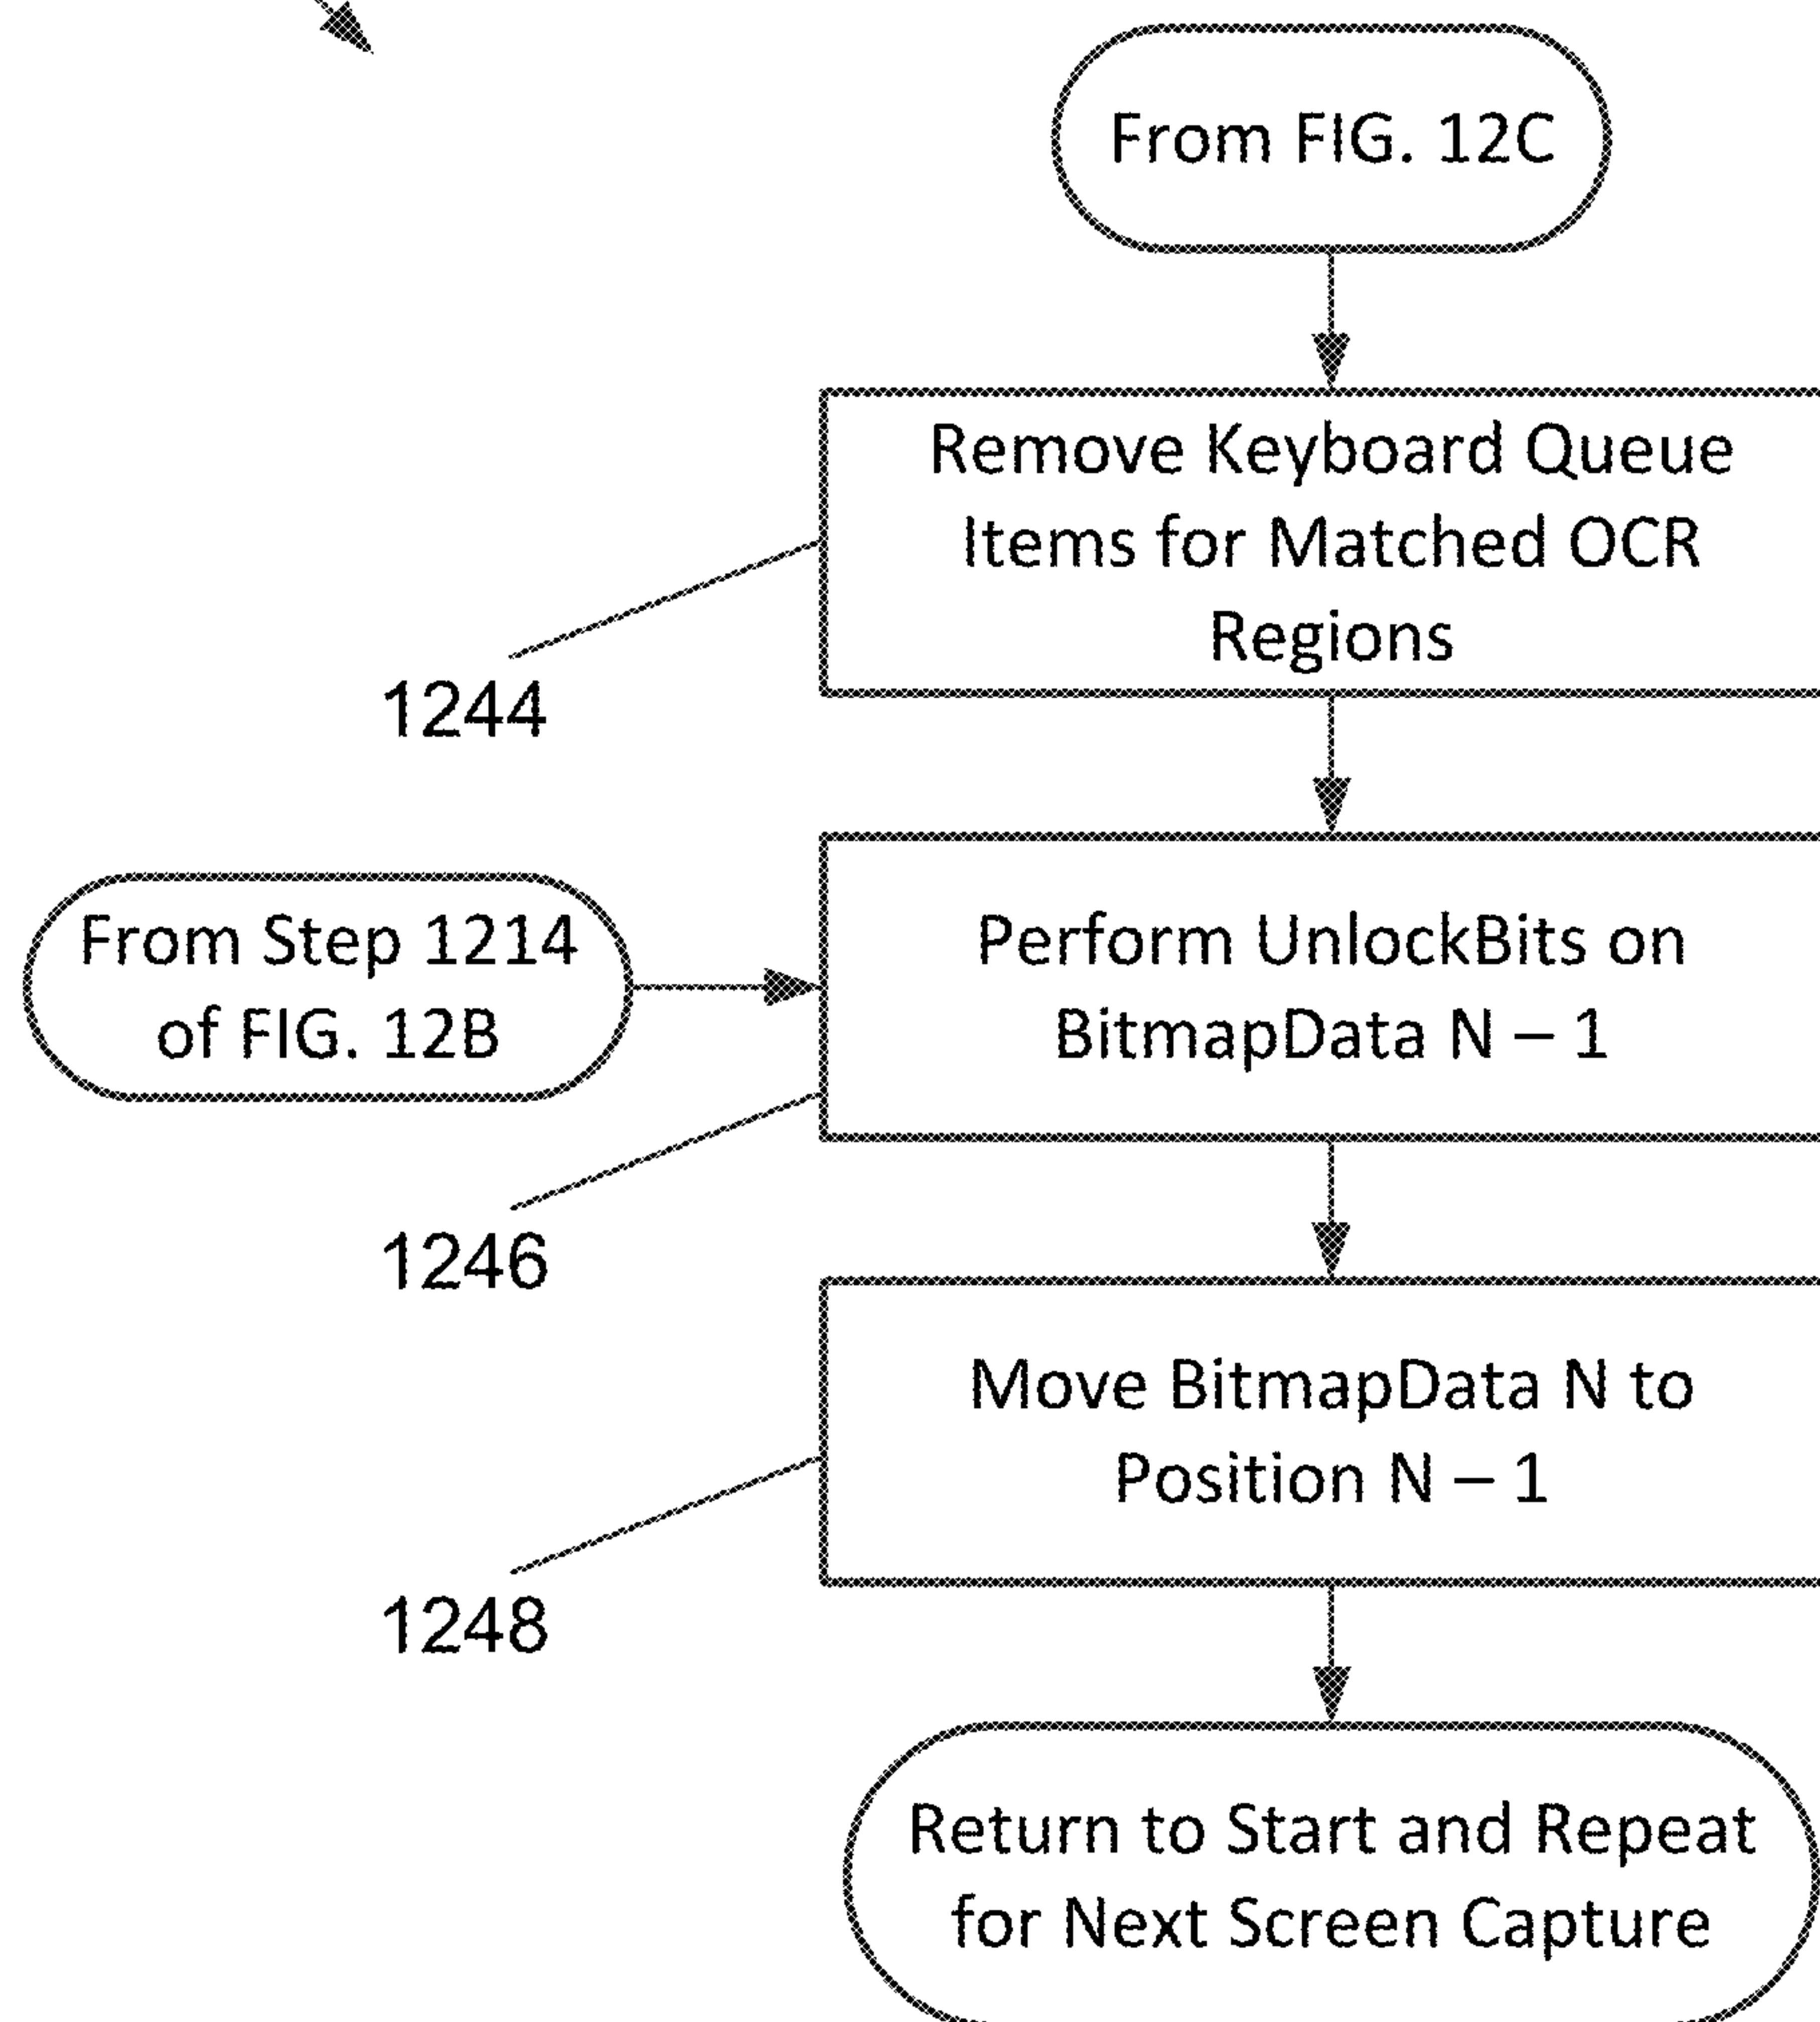 From FIG. 12C
Remove Keyboard Queue
Items for Matched OCR
Regions
1244
From Step 1214
of FIG. 12B
Perform UnlockBits on
BitmapData N – 1
1246
Move BitmapData N to
Position N – 1
1248
Return to Start and Repeat
for Next Screen Capture